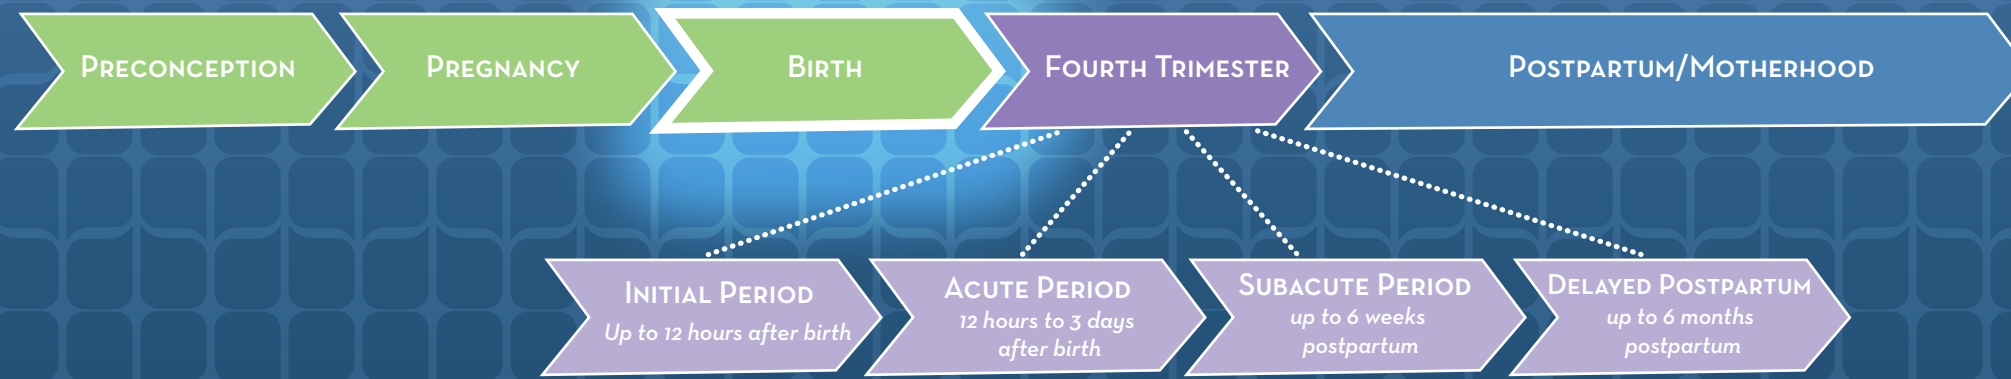 Preconception
Pregnancy
Birth
Fourth Trimester
Postpartum/Motherhood
Initial Period
Up to 12 hours after birth
Acute Period
12 hours to 3 days
after birth
Subacute Period
up to 6 weeks
postpartum
Delayed Postpartum
up to 6 months
postpartum